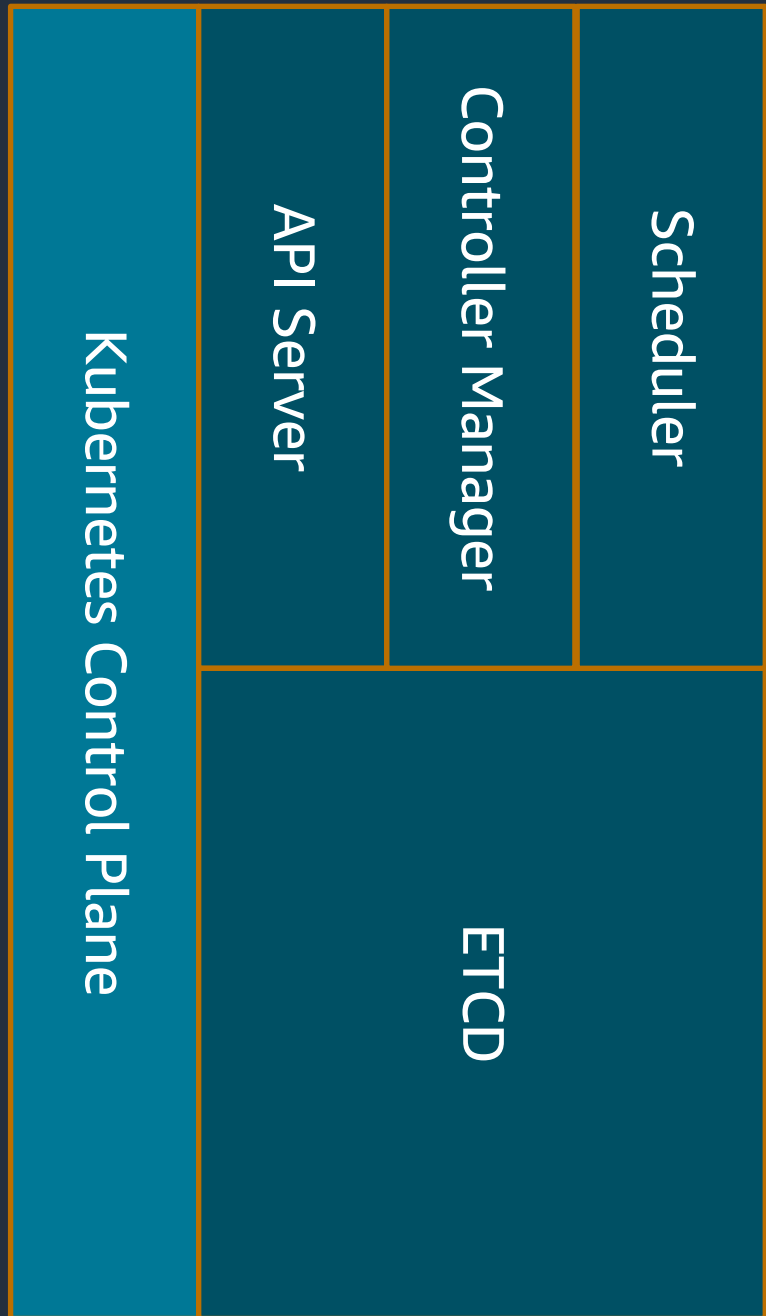 Scheduler
Controller Manager
API Server
ETCD
Kubernetes Control Plane